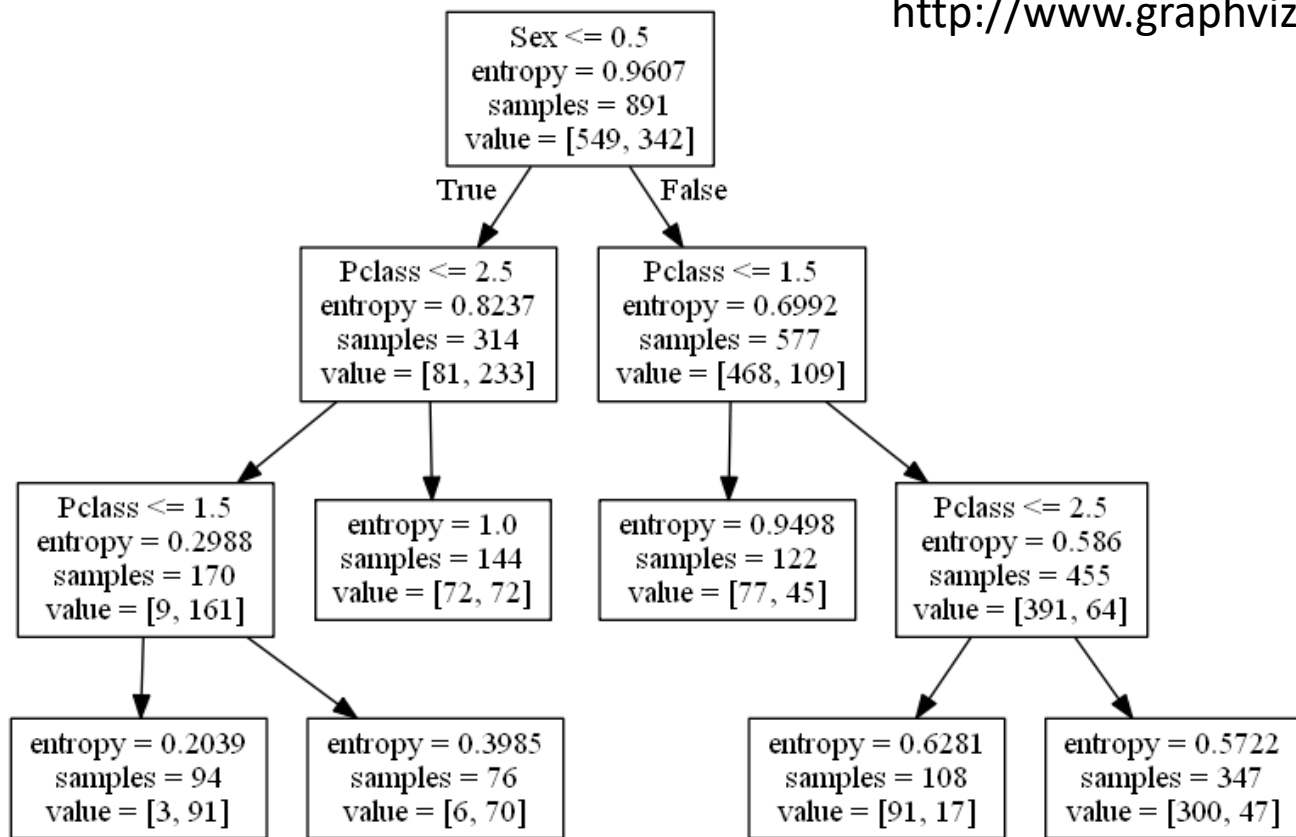 http://www.graphviz
Sex <= 0.5
entropy = 0.9607
samples = 891
value = [549, 342]
True
False
Pclass <= 2.5
entropy = 0.8237
samples = 314
value = [81, 233]
Pclass <= 1.5
entropy = 0.6992
samples = 577
value = [468, 109]
Pclass <= 1.5
entropy = 0.2988
samples = 170
value = [9, 161]
entropy = 1.0
samples = 144
value = [72, 72]
entropy = 0.9498
samples = 122
value = [77, 45]
Pclass <= 2.5
entropy = 0.586
samples = 455
value = [391, 64]
entropy = 0.2039
samples = 94
value = [3, 91]
entropy = 0.3985
samples = 76
value = [6, 70]
entropy = 0.6281
samples = 108
value = [91, 17]
entropy = 0.5722
samples = 347
value = [300, 47]